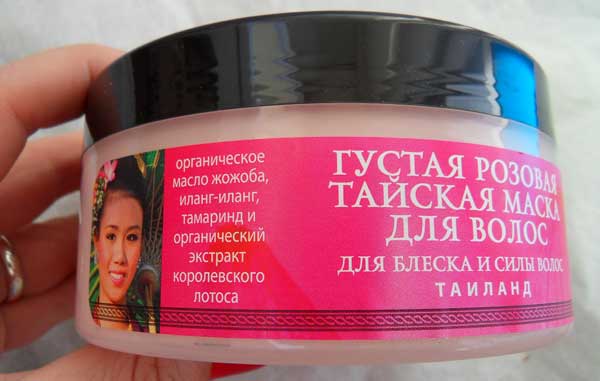 органическое
масло жожоба,
иланг-иланг,
тамаринд и
органический
экстракт
королевского
лотоса
ГУСТАЯ РОЗОВАЯ
ТАЙСКАЯ МАСКА
ДЛЯ ВОЛОС
ДЛЯ БЛЕСКА И СИЛЫ ВОЛОС
ТАИЛАНД